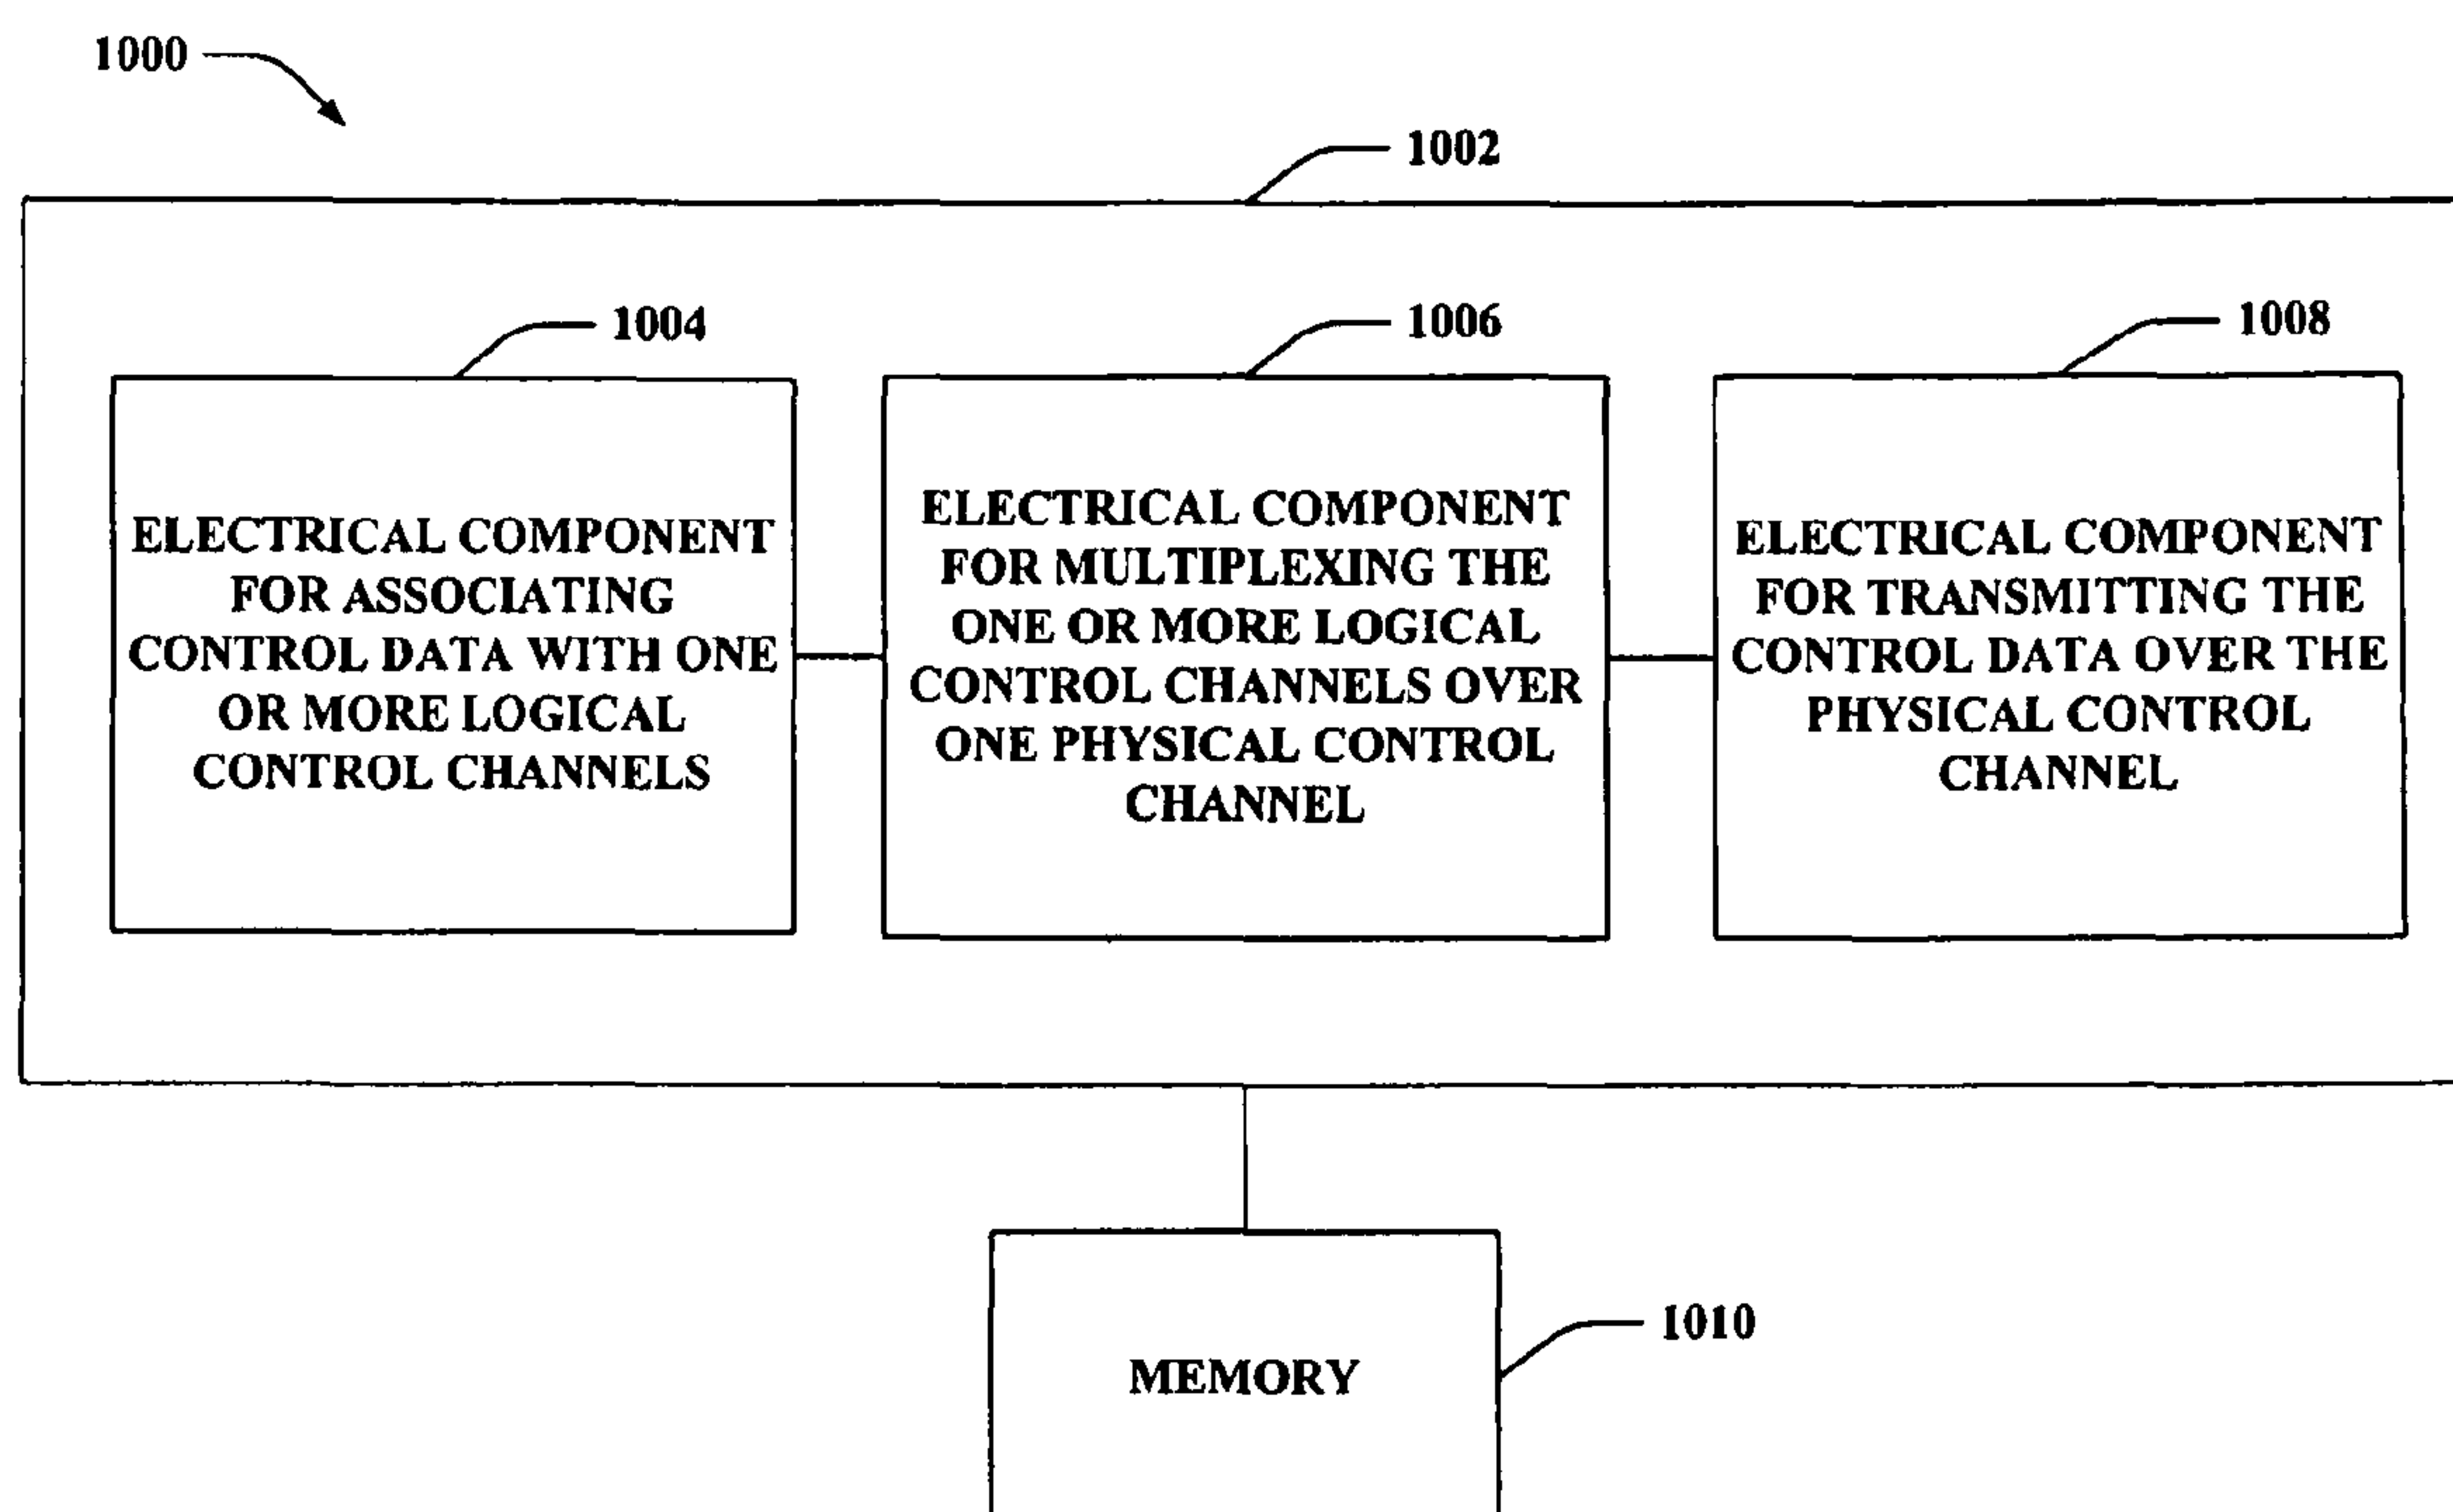 1000
1002
1004
1006
1008
ELECTRICAL COMPONENT
FOR ASSOCIATING
CONTROL DATA WITH ONE
OR MORE LOGICAL
CONTROL CHANNELS
ELECTRICAL COMPONENT
FOR MULTIPLEXING THE
ONE OR MORE LOGICAL
CONTROL CHANNELS OVER
ONE PHYSICAL CONTROL
CHANNEL
ELECTRICAL COMPONENT
FOR TRANSMITTING THE
CONTROL DATA OVER THE
PHYSICAL CONTROL
CHANNEL
1010
MEMORY